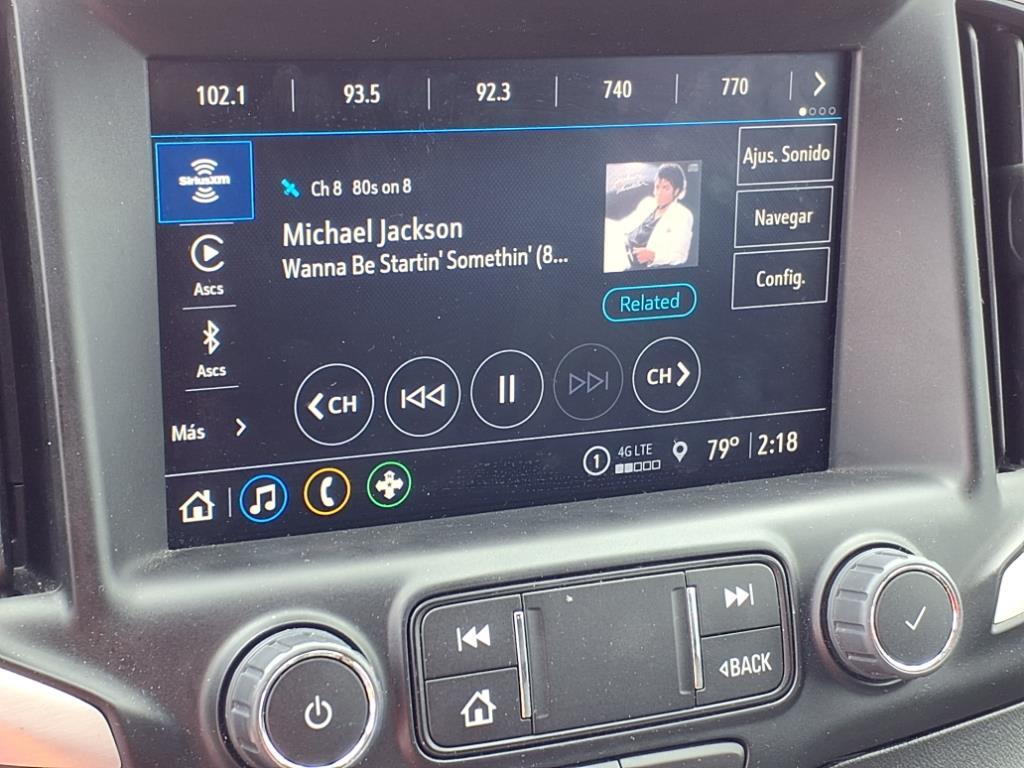 102.1 93.5 92.3 740 770
SiriusXM
Ch 8 80s on 8
Ajus. Sonido
Michael Jackson
Wanna Be Startin' Somethin' (8...
Navegar
Ascs
Config.
Related
Ascs
Más
CH
CH
1 4G LTE 79° 2:18
BACK